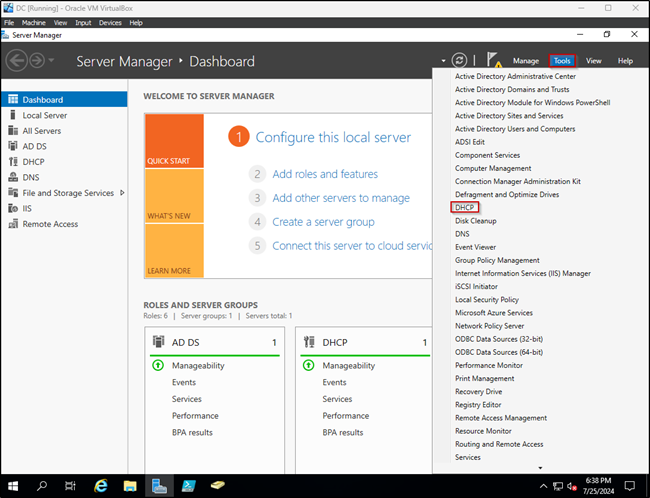 DC [Running] - Oracle VM VirtualBox
File Machine View Input Devices Help
Server Manager
Server Manager • Dashboard
Manage Tools View Help
Dashboard
Local Server
All Servers
AD DS
DHCP
DNS
File and Storage Services
IIS
Remote Access
WELCOME TO SERVER MANAGER
QUICK START
WHAT'S NEW
LEARN MORE
1 Configure this local server
2 Add roles and features
3 Add other servers to manage
4 Create a server group
5 Connect this server to cloud servic
ROLES AND SERVER GROUPS
Roles: 6 | Server groups: 1 | Servers total: 1
AD DS 1
Manageability
Events
Services
Performance
BPA results
DHCP 1
Manageability
Events
Services
Performance
BPA results
Active Directory Administrative Center
Active Directory Domains and Trusts
Active Directory Module for Windows PowerShell
Active Directory Sites and Services
Active Directory Users and Computers
ADSI Edit
Component Services
Computer Management
Connection Manager Administration Kit
Defragment and Optimize Drives
DHCP
Disk Cleanup
DNS
Event Viewer
Group Policy Management
Internet Information Services (IIS) Manager
iSCSI Initiator
Local Security Policy
Microsoft Azure Services
Network Policy Server
ODBC Data Sources (32-bit)
ODBC Data Sources (64-bit)
Performance Monitor
Print Management
Recovery Drive
Registry Editor
Remote Access Management
Resource Monitor
Routing and Remote Access
Services
6:38 PM
7/25/2024